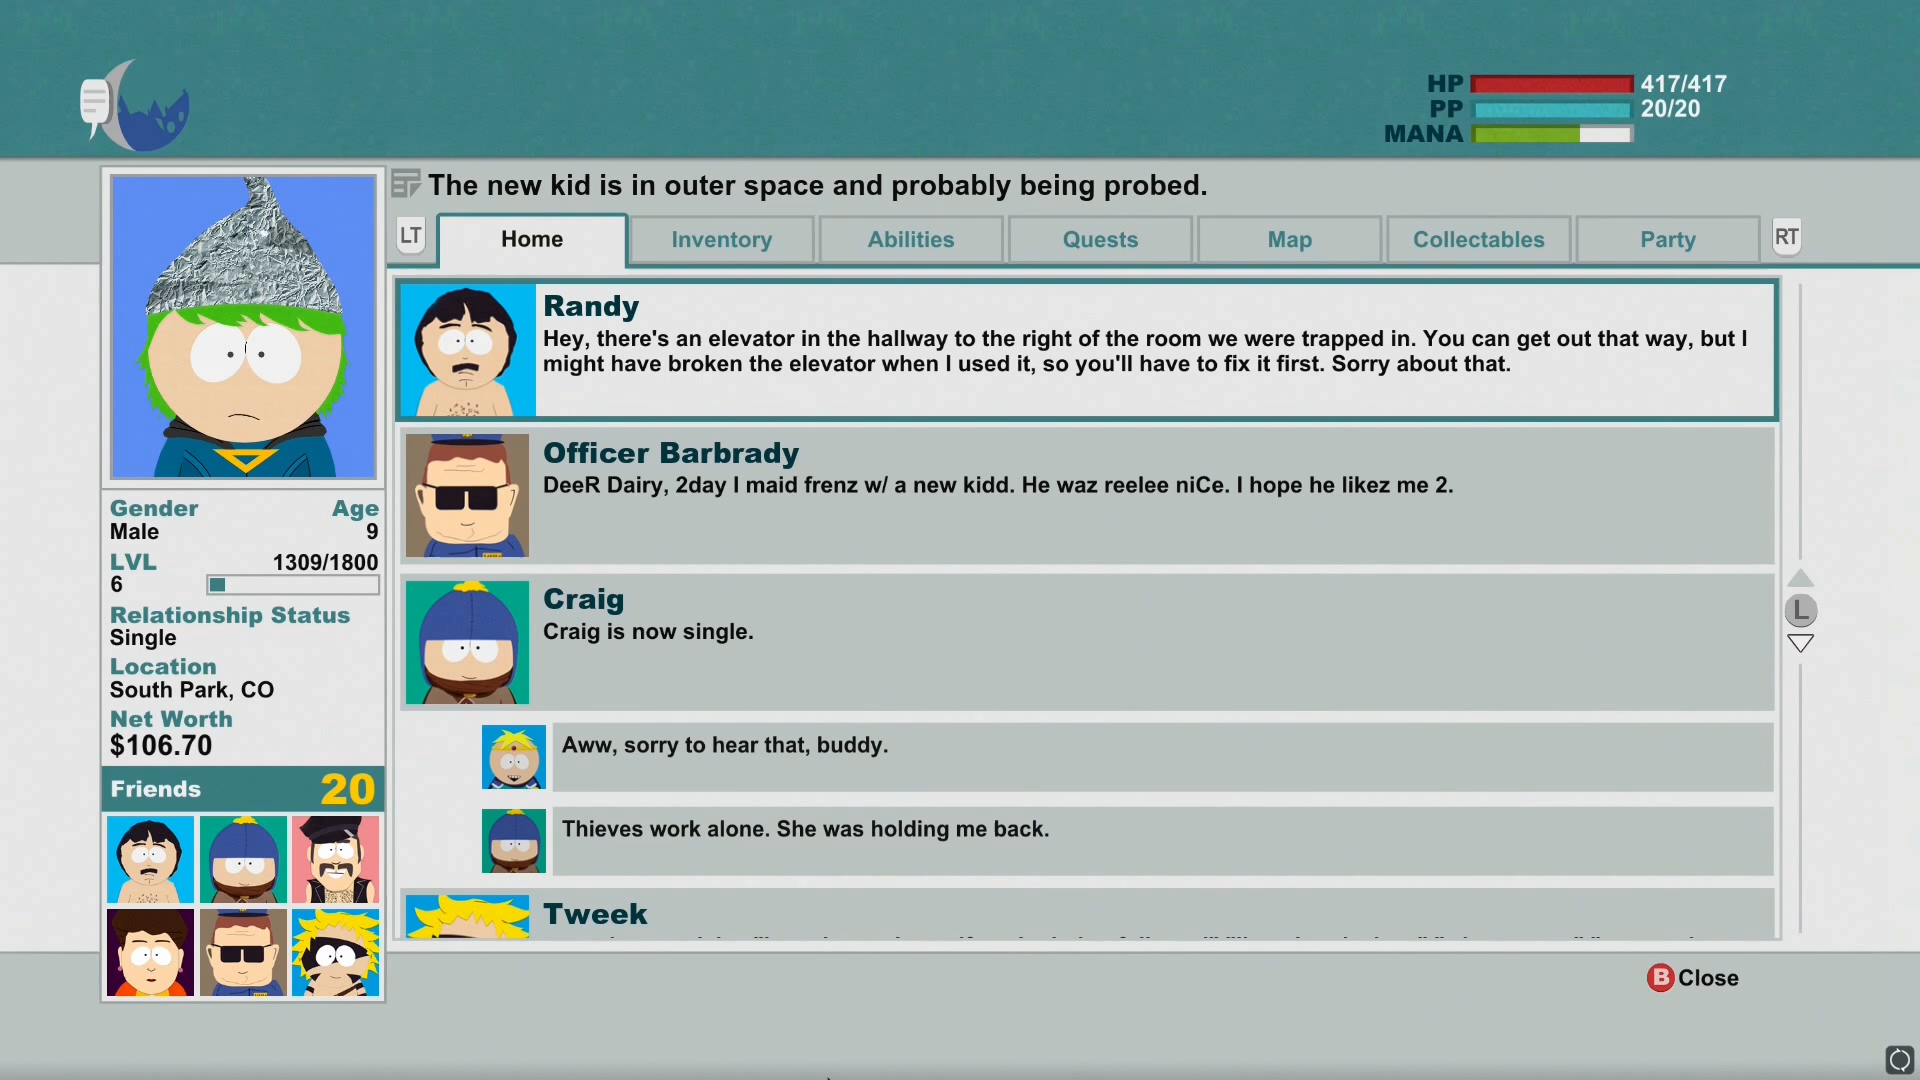 HP 417/417
PP 20/20
MANA
The new kid is in outer space and probably being probed.
LT Home Inventory Abilities Quests Map Collectables Party RT
Randy
Hey, there's an elevator in the hallway to the right of the room we were trapped in. You can get out that way, but I
might have broken the elevator when I used it, so you'll have to fix it first. Sorry about that.
Officer Barbrady
DeeR Dairy, 2day I maid frenz w/ a new kidd. He waz reelee niCe. I hope he likez me 2.
Craig
Craig is now single.
Aww, sorry to hear that, buddy.
Thieves work alone. She was holding me back.
Tweek
Gender Age
Male 9
LVL 1309/1800
6
Relationship Status
Single
Location
South Park, CO
Net Worth
$106.70
Friends 20
L
B Close